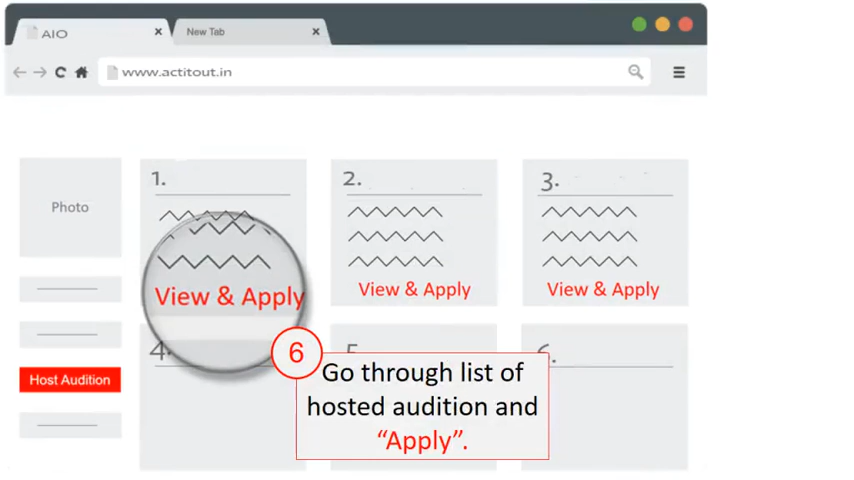 AIO
New Tab
www.actitout.in
Photo
Host Audition
1.
2.
3.
View & Apply
View & Apply
View & Apply
4.
5.
6.
6
Go through list of
hosted audition and
“Apply”.